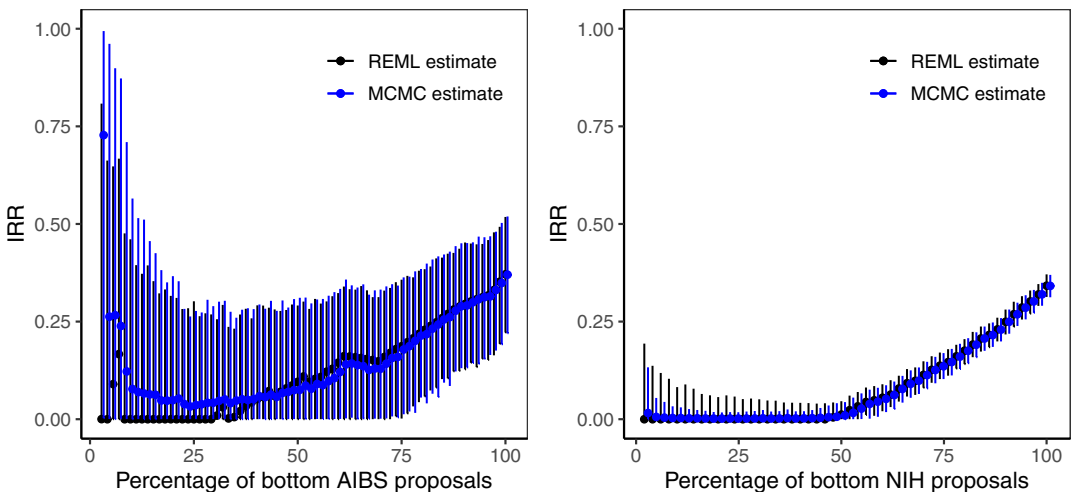 1.00
0.75
0.50
0.25
0.00
IRR
REML estimate
MCMC estimate
0
25
50
75
100
Percentage of bottom AIBS proposals
1.00
0.75
0.50
0.25
0.00
IRR
REML estimate
MCMC estimate
0
25
50
75
100
Percentage of bottom NIH proposals